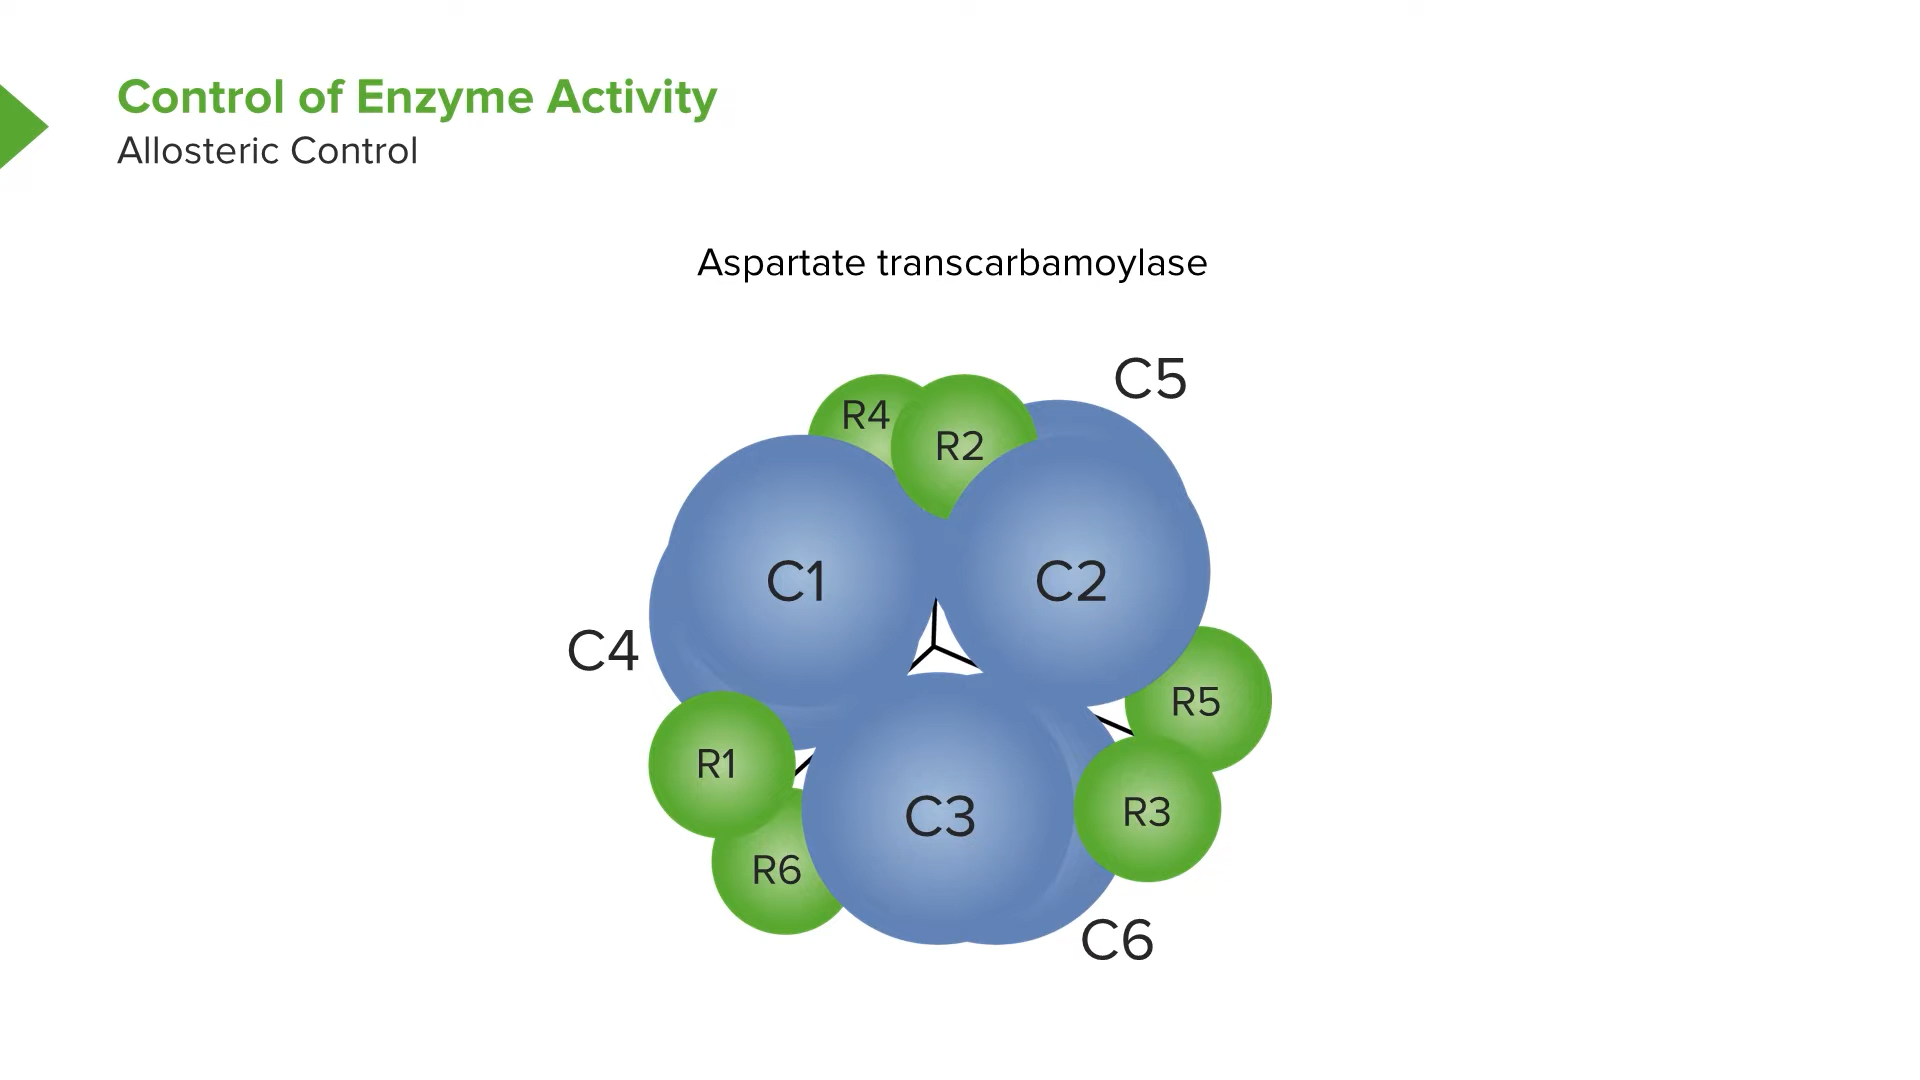 Control of Enzyme Activity
Allosteric Control
Aspartate transcarbamoylase
C5
R4
R2
C1
C2
C4
R5
R1
R3
C3
R6
C6